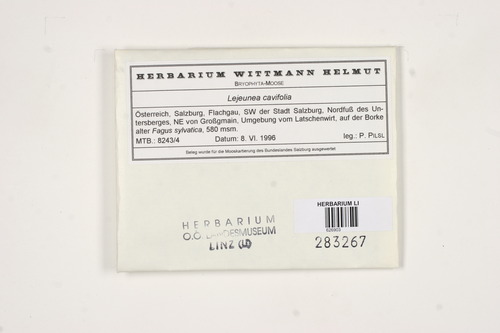 HERBARIUM WITTMANN HELMUT
BRYOPHYTA-MOOSE
Lejeunea cavifolia
Österreich, Salzburg, Flachgau, SW der Stadt Salzburg, Nordfuß des Un-
tersberges, NE von Großgmain, Umgebung vom Latschenwirt, auf der Borke
alter Fagus sylvatica, 580 msm.
MTB.: 8243/4 Datum: 8. VI. 1996 leg.: P. PILSL
Beleg wurde für die Mooskartierung des Bundeslandes Salzburg ausgewertet
HERBARIUM LI
HERBARIUM
O.Ö. LANDESMUSEUM
LINZ (LI)
283267